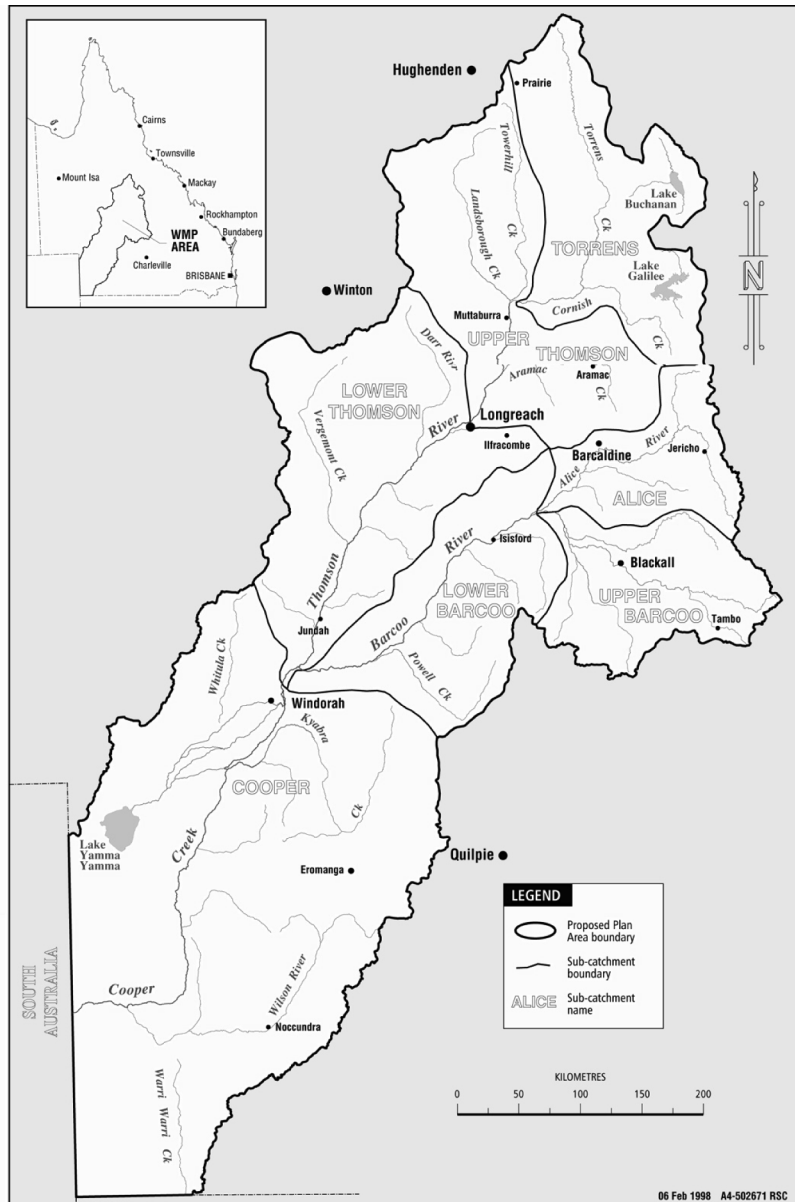 Cairns
Townsville
Mount Isa
Mackay
Rockhampton
WMP
AREA
Bundaberg
Charleville
BRISBANE
Hughenden
Prairie
Towerhill
Ck
Torrens
Ck
Landsborough Ck
Lake
Buchanan
TORRENS
Lake
Galilee
Winton
Cornish
Ck
Muttaburra
UPPER
THOMSON
Darr Rivr
Aramac
Ck
Aramac
LOWER
THOMSON
Vergemont Ck
River
Longreach
Ilfracombe
Barcaldine
River
Alice
Jericho
ALICE
River
Isisford
Blackall
Thomson
LOWER
BARCOO
UPPER
BARCOO
Tambo
Jundah
Barcoo
Powell Ck
Whitula Ck
Windorah
Kyabra
Ck
COOPER
Lake
Yamma
Yamma
Creek
Quilpie
Eromanga
SOUTH
AUSTRALIA
Cooper
Wilson River
Noccundra
Warri Warri Ck
N
LEGEND
Proposed Plan
Area boundary
Sub-catchment
boundary
ALICE
Sub-catchment
name
KILOMETRES
0 50 100 150 200
06 Feb 1998 A4-502671 RSC